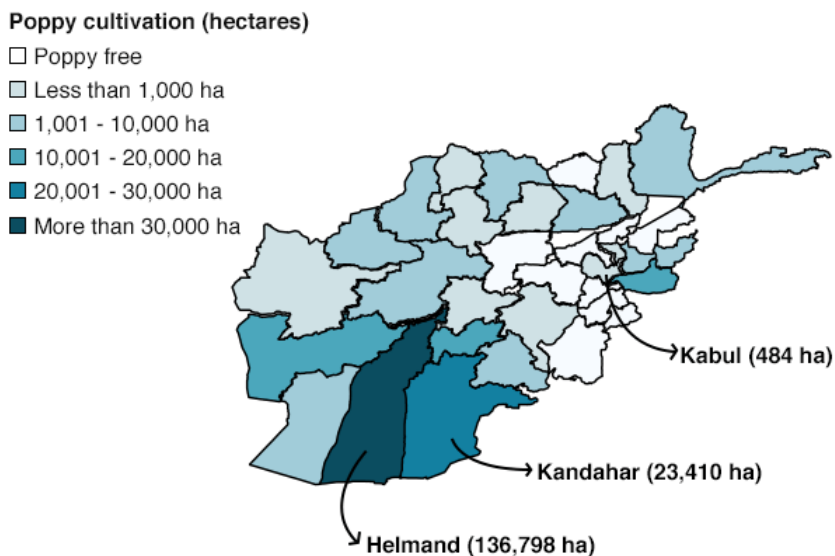 Poppy cultivation (hectares)
Poppy free
Less than 1,000 ha
1,001 - 10,000 ha
10,001 - 20,000 ha
20,001 - 30,000 ha
More than 30,000 ha
Kabul (484 ha)
Kandahar (23,410 ha)
Helmand (136,798 ha)